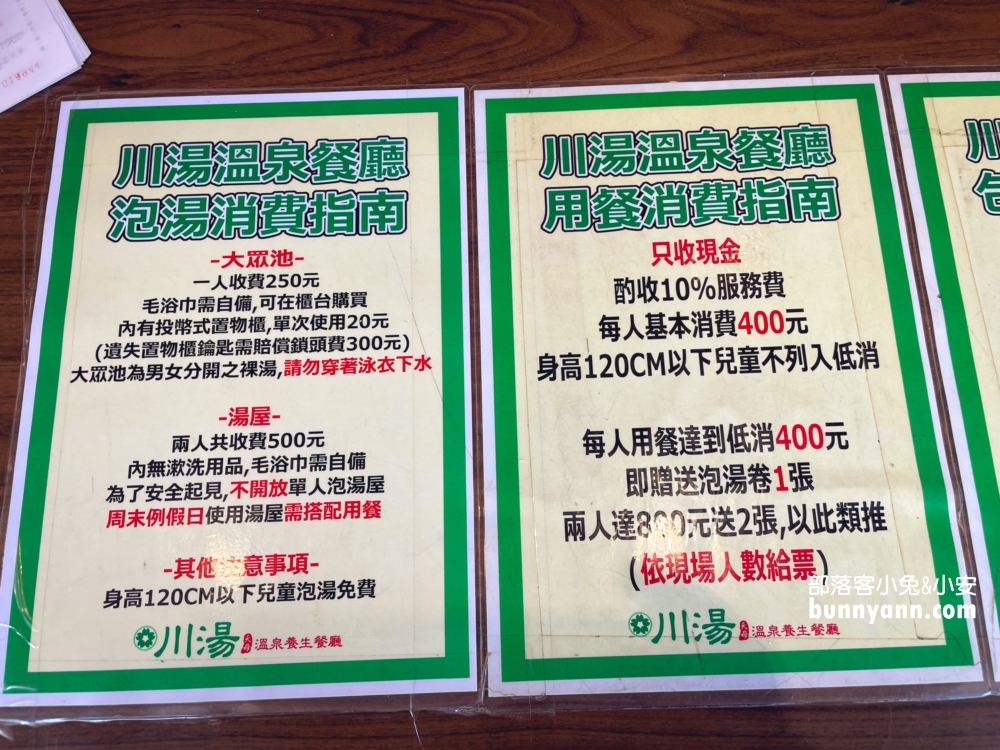 川湯溫泉餐廳
泡湯消費指南
-大眾池-
一人收費250元
毛浴巾需自備,可在櫃台購買
內有投幣式置物櫃,單次使用20元
(遺失置物櫃鑰匙需賠償鎖頭費300元)
大眾池為男女分開之裸湯,請勿穿著泳衣下水
-湯屋-
兩人共收費500元
內無漱洗用品,毛浴巾需自備
為了安全起見,不開放單人泡湯屋
周末例假日使用湯屋需搭配用餐
-其他注意事項-
身高120CM以下兒童泡湯免費
川湯 溫泉養生餐廳
川湯溫泉餐廳
用餐消費指南
只收現金
酌收10%服務費
每人基本消費400元
身高120CM以下兒童不列入低消
每人用餐達到低消400元
即贈送泡湯卷1張
兩人達800元送2張,以此類推
(依現場人數給票)
川湯 溫泉養生餐廳
川
部落客小兔&小安
bunnyann.com